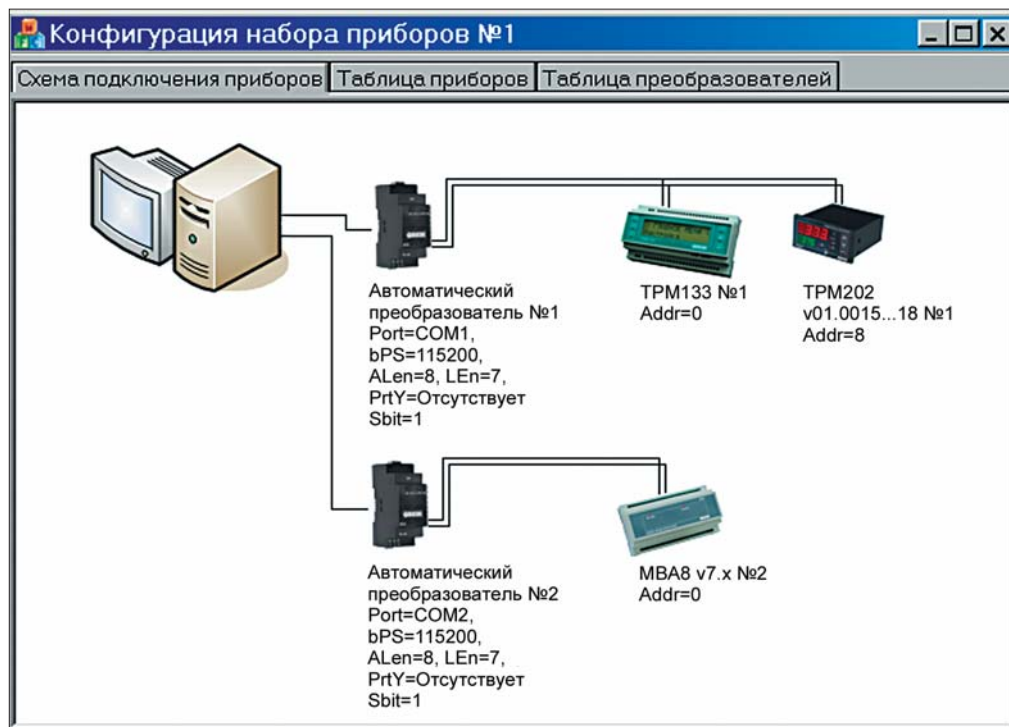 Конфигурация набора приборов №1
Схема подключения приборов Таблица приборов Таблица преобразователей
Автоматический
преобразователь №1
Port=COM1,
bPS=115200,
ALen=8, LEn=7,
PrtY=Отсутствует
Sbit=1
ТРМ133 №1
Addr=0
ТРМ202
v01.0015...18 №1
Addr=8
Автоматический
преобразователь №2
Port=COM2,
bPS=115200,
ALen=8, LEn=7,
PrtY=Отсутствует
Sbit=1
МВА8 v7.x №2
Addr=0